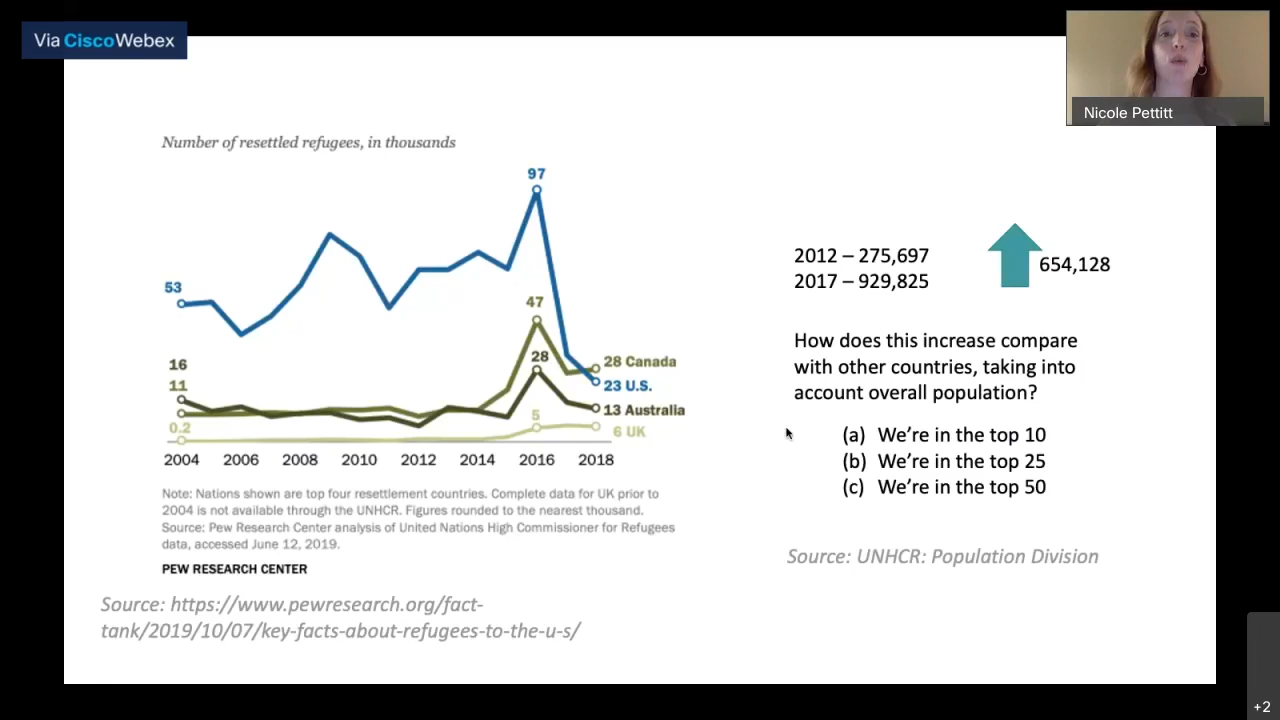 Via CiscoWebex
Nicole Pettitt
Number of resettled refugees, in thousands
97
53
47
28
16
11
0.2
5
28 Canada
23 U.S.
13 Australia
6 UK
2004 2006 2008 2010 2012 2014 2016 2018
Note: Nations shown are top four resettlement countries. Complete data for UK prior to
2004 is not available through the UNHCR. Figures rounded to the nearest thousand.
Source: Pew Research Center analysis of United Nations High Commissioner for Refugees
data, accessed June 12, 2019.
PEW RESEARCH CENTER
Source: https://www.pewresearch.org/fact-
tank/2019/10/07/key-facts-about-refugees-to-the-u-s/
2012 – 275,697
2017 – 929,825
654,128
How does this increase compare
with other countries, taking into
account overall population?
(a) We’re in the top 10
(b) We’re in the top 25
(c) We’re in the top 50
Source: UNHCR: Population Division
+2